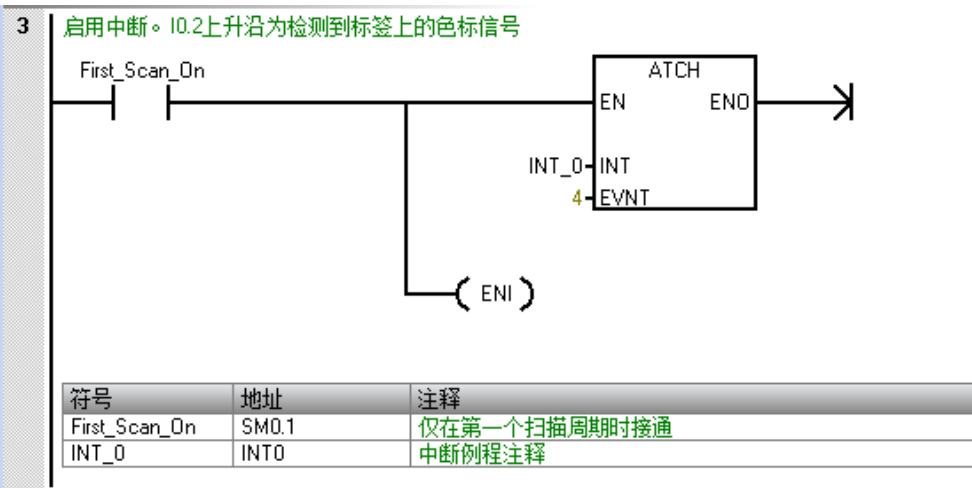 3 启用中断。I0.2上升沿为检测到标签上的色标信号
First_Scan_On
ATCH
EN ENO
INT_0 INT
4 EVNT
ENI
符号 地址 注释
First_Scan_On SM0.1 仅在第一个扫描周期时接通
INT_0 INT0 中断例程注释